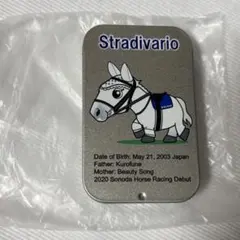 Stradivario
Date of Birth: May 21, 2003 Japan
Father: Kurofune
Mother: Beauty Song
2020 Sonoda Horse Racing Debut